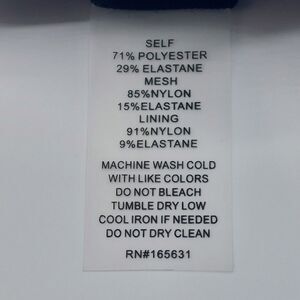 SELF
71% POLYESTER
29% ELASTANE
MESH
85%NYLON
15%ELASTANE
LINING
91%NYLON
9%ELASTANE
MACHINE WASH COLD
WITH LIKE COLORS
DO NOT BLEACH
TUMBLE DRY LOW
COOL IRON IF NEEDED
DO NOT DRY CLEAN
RN#165631